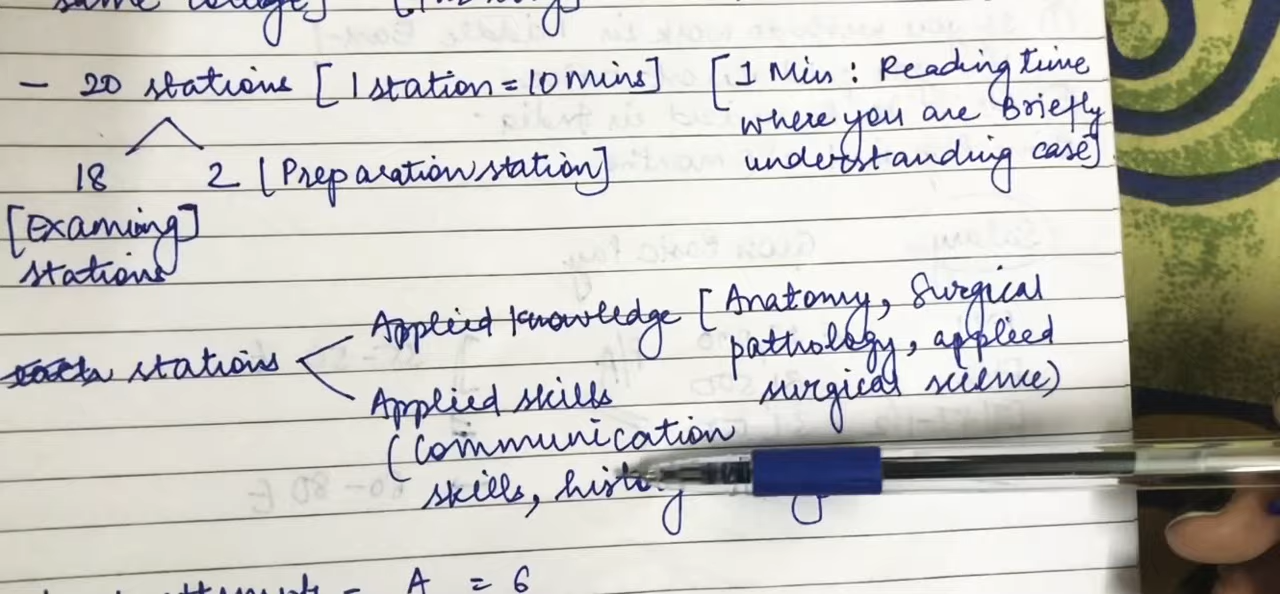 same
- 20 stations [1 station = 10 mins] [1 Min : Reading time
where you are Briefly
understanding case]
18 2 [Preparation station]
[Examing]
stations
stations
Applied knowledge [Anatomy, Surgical
pathology, applied
surgical science)
Applied skills
(Communication
skills,
A = 6